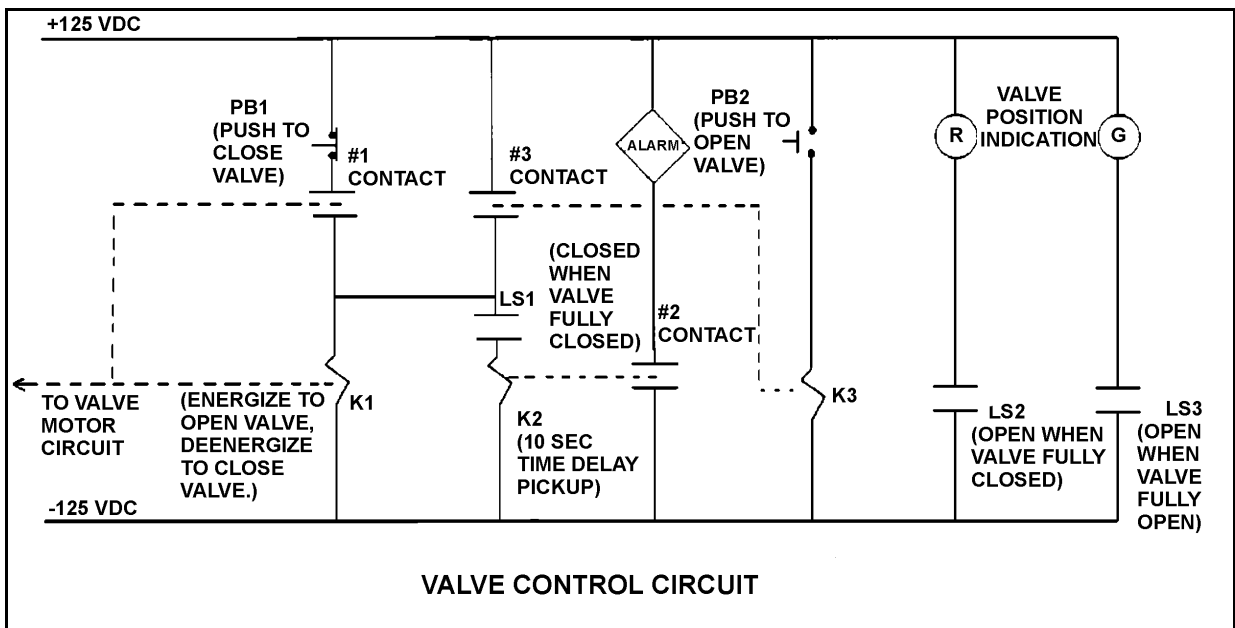 +125 VDC
PB1
(PUSH TO
CLOSE
VALVE)
#1
CONTACT
#3
CONTACT
ALARM
PB2
(PUSH TO
OPEN
VALVE)
R
VALVE
POSITION
INDICATION
G
(CLOSED
WHEN
VALVE
FULLY
CLOSED)
LS1
#2
CONTACT
TO VALVE
MOTOR
CIRCUIT
(ENERGIZE TO
OPEN VALVE,
DEENERGIZE
TO CLOSE
VALVE.)
K1
K2
(10 SEC
TIME DELAY
PICKUP)
K3
LS2
(OPEN WHEN
VALVE FULLY
CLOSED)
LS3
(OPEN
WHEN
VALVE
FULLY
OPEN)
-125 VDC
VALVE CONTROL CIRCUIT